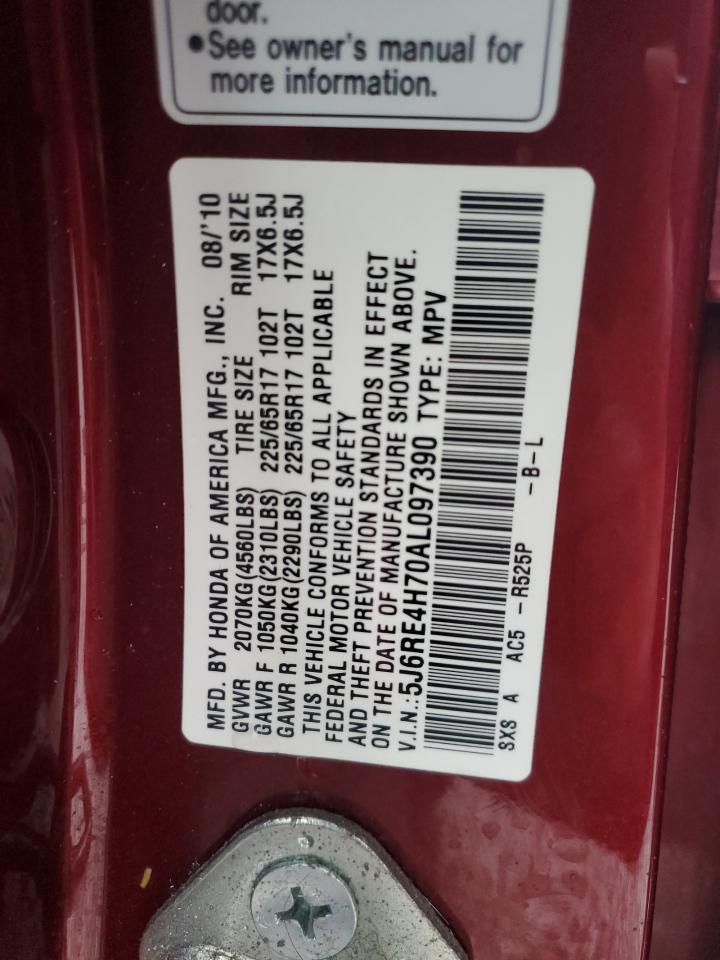 door.
•See owner's manual for
more information.
MFD. BY HONDA OF AMERICA MFG., INC. 08/'10
GVWR 2070KG(4560LBS) TIRE SIZE RIM SIZE
GAWR F 1050KG(2310LBS) 225/65R17 102T 17X6.5J
GAWR R 1040KG(2290LBS) 225/65R17 102T 17X6.5J
THIS VEHICLE CONFORMS TO ALL APPLICABLE
FEDERAL MOTOR VEHICLE SAFETY
AND THEFT PREVENTION STANDARDS IN EFFECT
ON THE DATE OF MANUFACTURE SHOWN ABOVE.
V.I.N.:5J6RE4H70AL097390 TYPE: MPV
SXS A AC5 -R525P -B-L